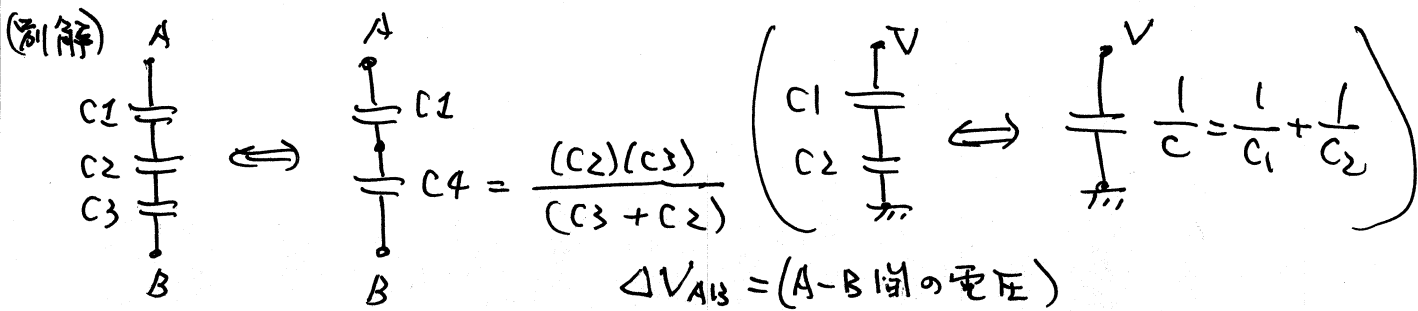 (別解)
A
C1
C2
C3
B
⇔
A
C1
C4 = (C2)(C3) / (C3 + C2)
B
( V
C1
C2
⇔
V
1/C = 1/C₁ + 1/C₂ )
ΔV_AB = (A-B間の電圧)